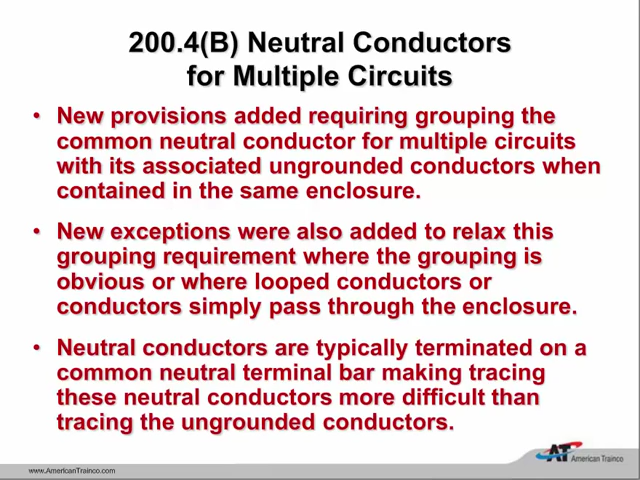 200.4(B) Neutral Conductors
for Multiple Circuits
• New provisions added requiring grouping the
common neutral conductor for multiple circuits
with its associated ungrounded conductors when
contained in the same enclosure.
• New exceptions were also added to relax this
grouping requirement where the grouping is
obvious or where looped conductors or
conductors simply pass through the enclosure.
• Neutral conductors are typically terminated on a
common neutral terminal bar making tracing
these neutral conductors more difficult than
tracing the ungrounded conductors.
www.AmericanTrainco.com
AT American Trainco